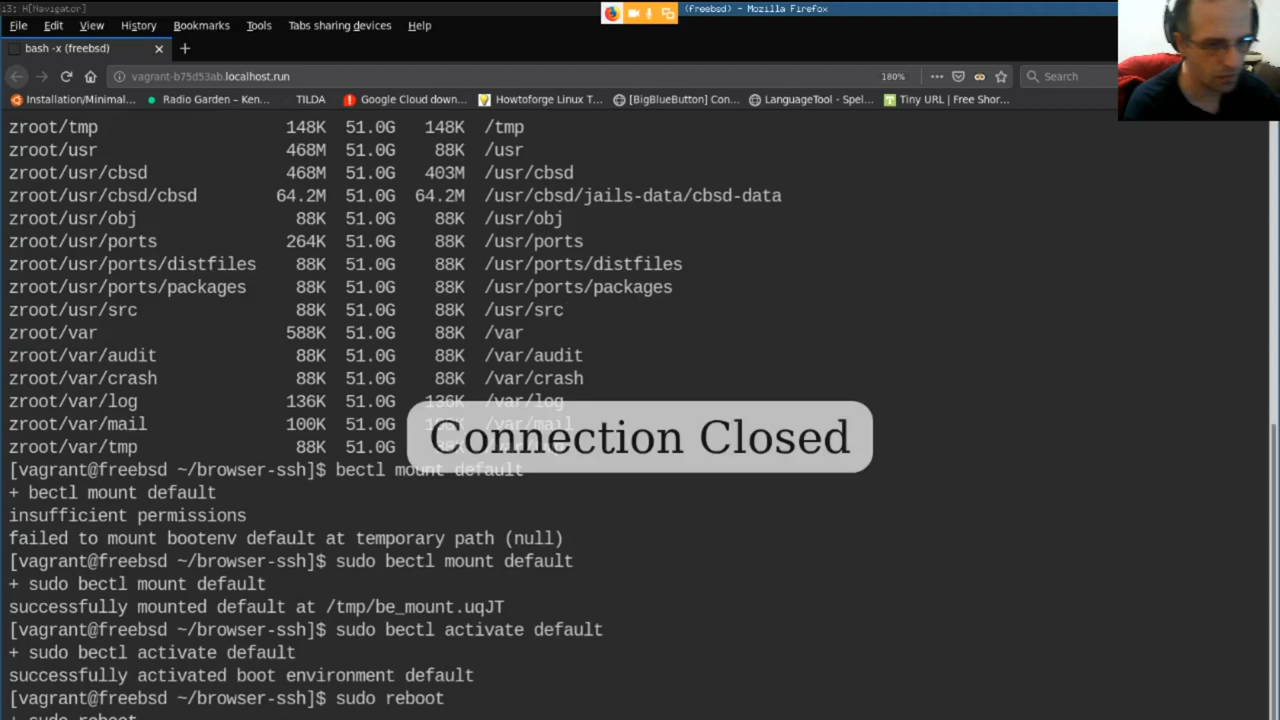 i3: H[Navigator] (freebsd) - Mozilla Firefox
File Edit View History Bookmarks Tools Tabs sharing devices Help
bash -x (freebsd)
vagrant-b75d53ab.localhost.run 180% Search
Installation/Minimal... Radio Garden – Ken... TILDA Google Cloud down... Howtoforge Linux T... [BigBlueButton] Con... LanguageTool - Spel... Tiny URL | Free Shor...
zroot/tmp 148K 51.0G 148K /tmp
zroot/usr 468M 51.0G 88K /usr
zroot/usr/cbsd 468M 51.0G 403M /usr/cbsd
zroot/usr/cbsd/cbsd 64.2M 51.0G 64.2M /usr/cbsd/jails-data/cbsd-data
zroot/usr/obj 88K 51.0G 88K /usr/obj
zroot/usr/ports 264K 51.0G 88K /usr/ports
zroot/usr/ports/distfiles 88K 51.0G 88K /usr/ports/distfiles
zroot/usr/ports/packages 88K 51.0G 88K /usr/ports/packages
zroot/usr/src 88K 51.0G 88K /usr/src
zroot/var 588K 51.0G 88K /var
zroot/var/audit 88K 51.0G 88K /var/audit
zroot/var/crash 88K 51.0G 88K /var/crash
zroot/var/log 136K 51.0G 136K /var/log
zroot/var/mail 100K 51.0G /var/mail
Connection Closed
zroot/var/tmp 88K 51.0G
[vagrant@freebsd ~/browser-ssh]$ bectl mount default
+ bectl mount default
insufficient permissions
failed to mount bootenv default at temporary path (null)
[vagrant@freebsd ~/browser-ssh]$ sudo bectl mount default
+ sudo bectl mount default
successfully mounted default at /tmp/be_mount.uqJT
[vagrant@freebsd ~/browser-ssh]$ sudo bectl activate default
+ sudo bectl activate default
successfully activated boot environment default
[vagrant@freebsd ~/browser-ssh]$ sudo reboot
+ sudo reboot